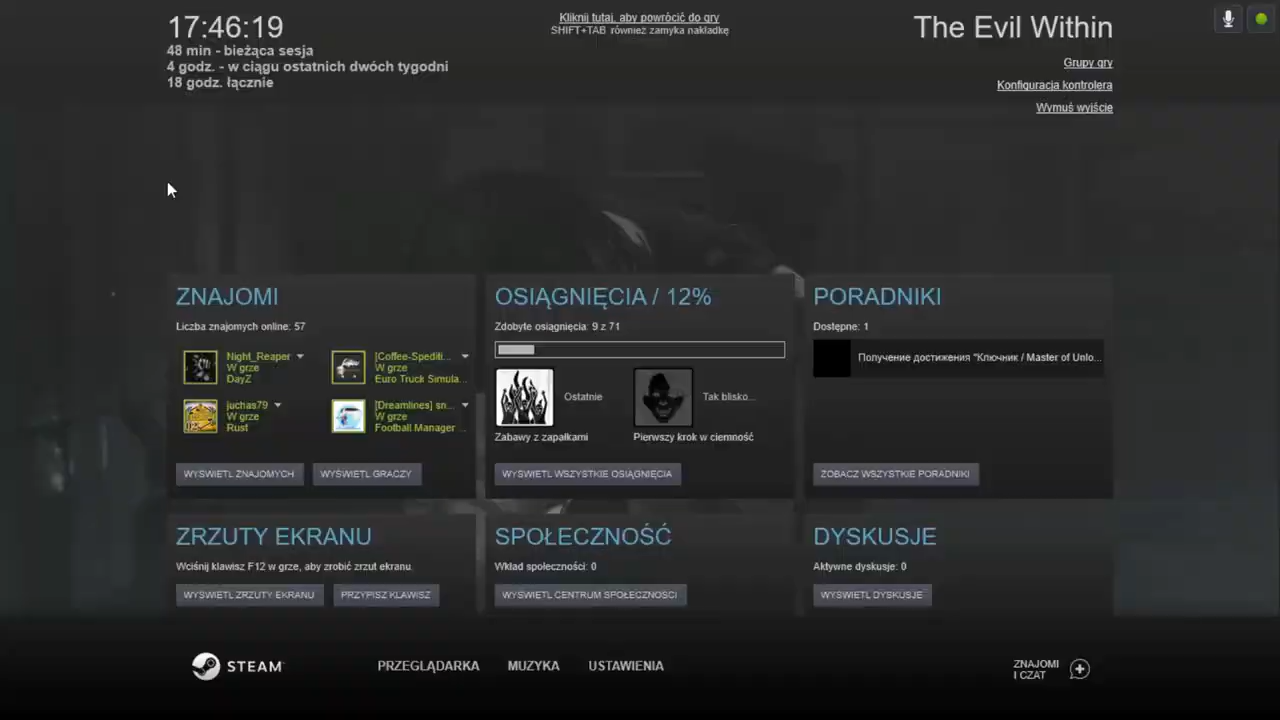 17:46:19
48 min - bieżąca sesja
4 godz. - w ciągu ostatnich dwóch tygodni
18 godz. łącznie
Kliknij tutaj, aby powrócić do gry
SHIFT+TAB również zamyka nakładkę
The Evil Within
Grupy gry
Konfiguracja kontrolera
Wymuś wyjście
ZNAJOMI
Liczba znajomych online: 57
Night_Reaper
W grze
DayZ
[Coffee-Spediti...
W grze
Euro Truck Simula...
juchas79
W grze
Rust
[Dreamlines] sn...
W grze
Football Manager ...
WYŚWIETL ZNAJOMYCH
WYŚWIETL GRACZY
OSIĄGNIĘCIA / 12%
Zdobyte osiągnięcia: 9 z 71
Ostatnie
Tak blisko...
Zabawy z zapałkami
Pierwszy krok w ciemność
WYŚWIETL WSZYSTKIE OSIĄGNIĘCIA
PORADNIKI
Dostępne: 1
Получение достижения "Ключник / Master of Unlo...
ZOBACZ WSZYSTKIE PORADNIKI
ZRZUTY EKRANU
Wciśnij klawisz F12 w grze, aby zrobić zrzut ekranu.
WYŚWIETL ZRZUTY EKRANU
PRZYPISZ KLAWISZ
SPOŁECZNOŚĆ
Wkład społeczności: 0
WYŚWIETL CENTRUM SPOŁECZNOŚCI
DYSKUSJE
Aktywne dyskusje: 0
WYŚWIETL DYSKUSJE
STEAM
PRZEGLĄDARKA
MUZYKA
USTAWIENIA
ZNAJOMI
I CZAT